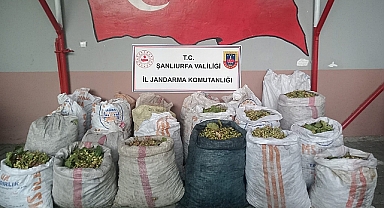 T.C.
ŞANLIURFA VALİLİĞİ
İL JANDARMA KOMUTANLIĞI